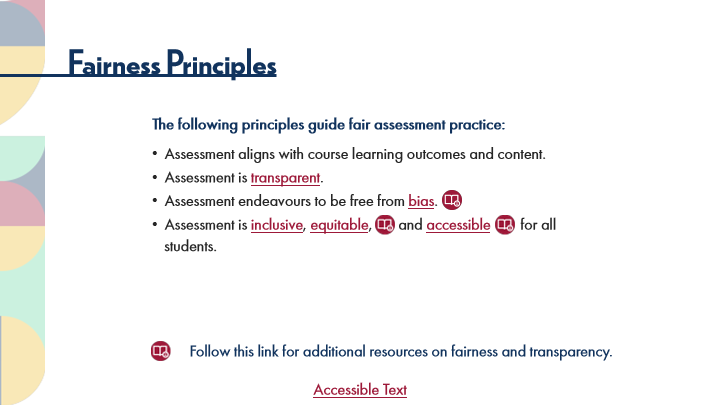 Fairness Principles
The following principles guide fair assessment practice:
• Assessment aligns with course learning outcomes and content.
• Assessment is transparent.
• Assessment endeavours to be free from bias.
• Assessment is inclusive, equitable, and accessible for all
students.
Follow this link for additional resources on fairness and transparency.
Accessible Text